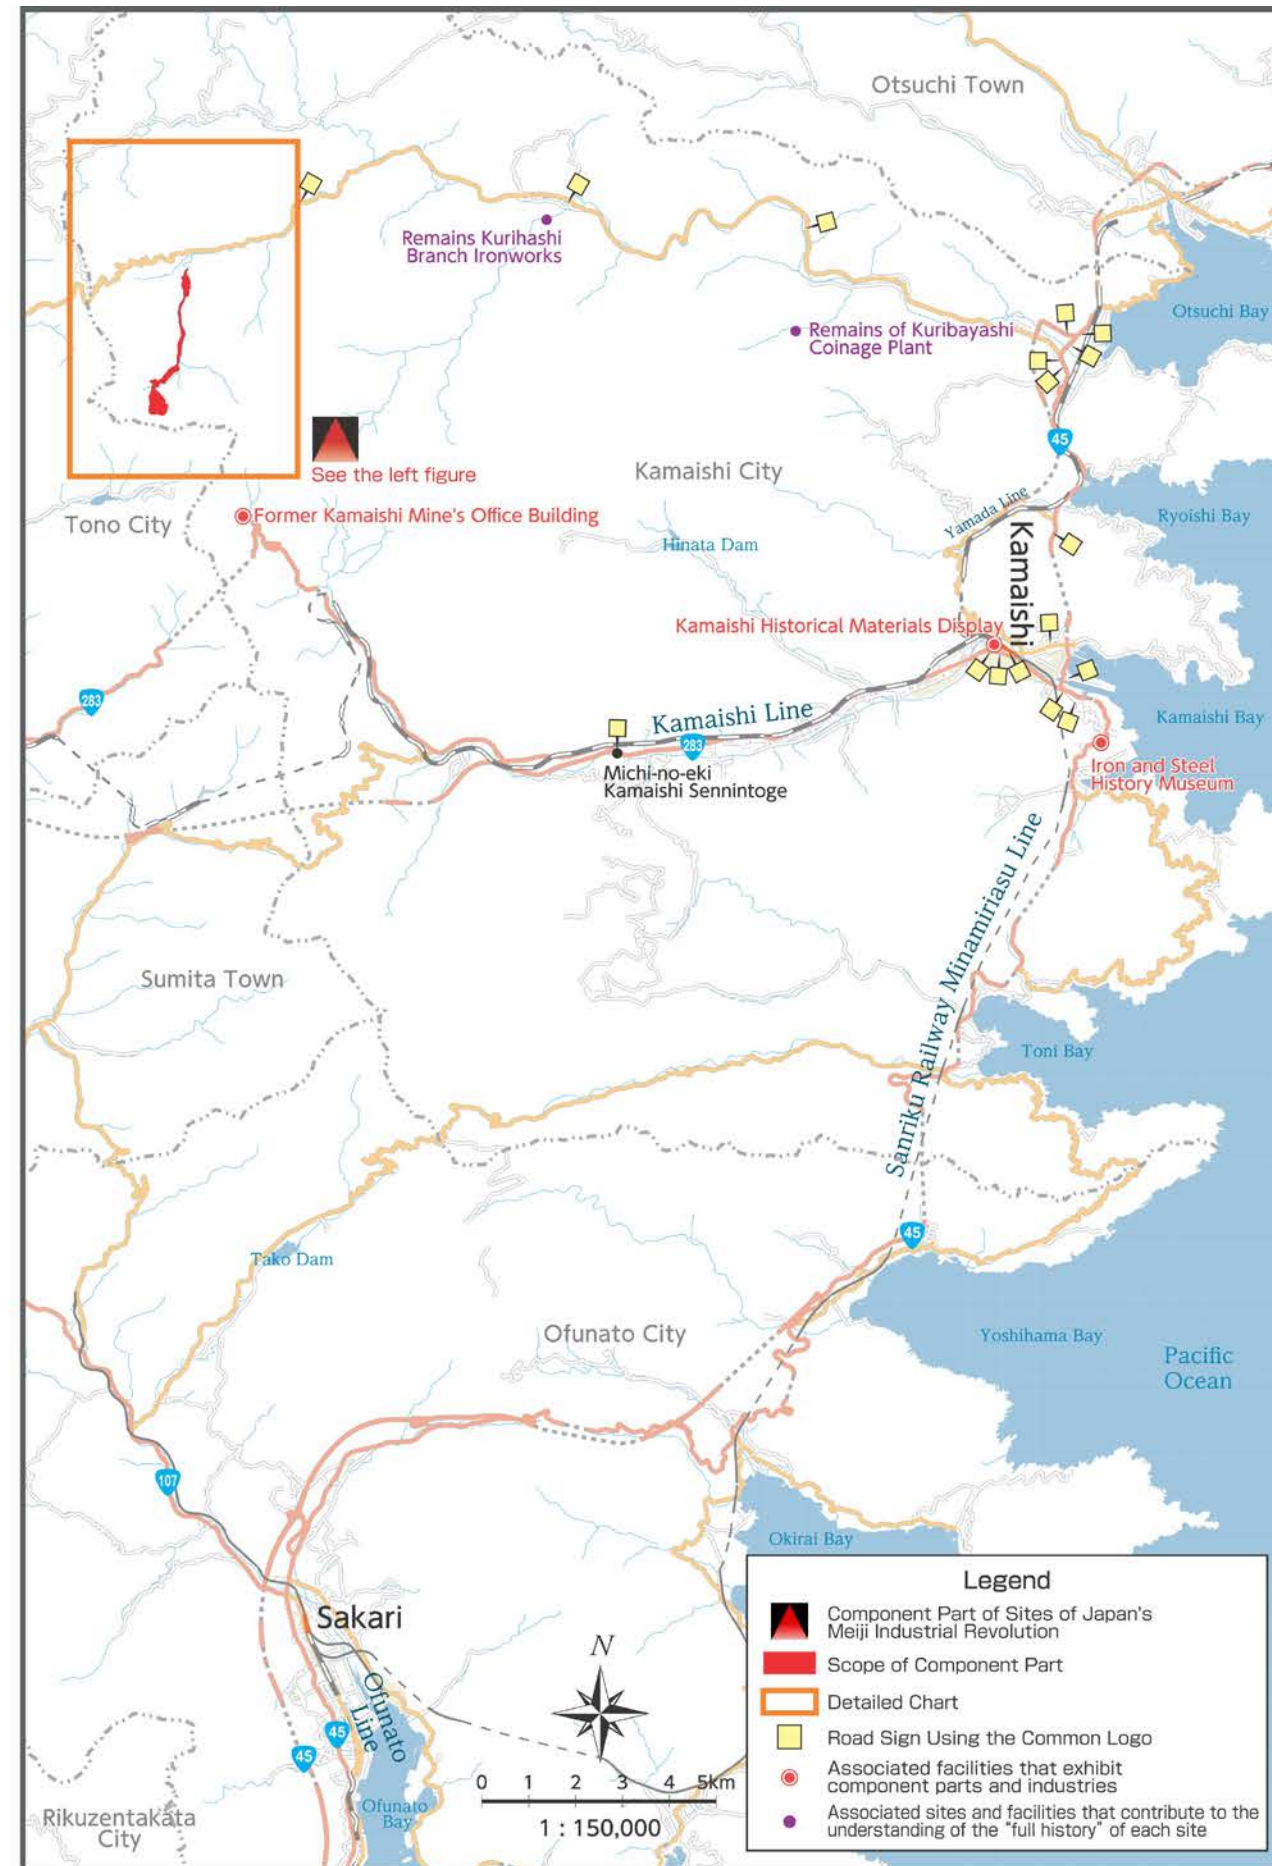 Otsuchi Town
Remains Kurihashi
Branch Ironworks
Otsuchi Bay
Remains of Kuribayashi
Coinage Plant
45
See the left figure
Kamaishi City
Yamada Line
Ryoishi Bay
Tono City
Former Kamaishi Mine's Office Building
Hinata Dam
Kamaishi
Kamaishi Historical Materials Display
283
Kamaishi Line
283
Kamaishi Bay
Michi-no-eki
Kamaishi Sennintoge
Iron and Steel
History Museum
Sanriku Railway Minamiriasu Line
Sumita Town
Toni Bay
45
Tako Dam
Ofunato City
Yoshihama Bay
Pacific
Ocean
107
Okirai Bay
Sakari
Ofunato
Line
45
45
Ofunato
Bay
Rikuzentakata
City
N
0 1 2 3 4 5km
1 : 150,000
Legend
Component Part of Sites of Japan's
Meiji Industrial Revolution
Scope of Component Part
Detailed Chart
Road Sign Using the Common Logo
Associated facilities that exhibit
component parts and industries
Associated sites and facilities that contribute to the
understanding of the "full history" of each site